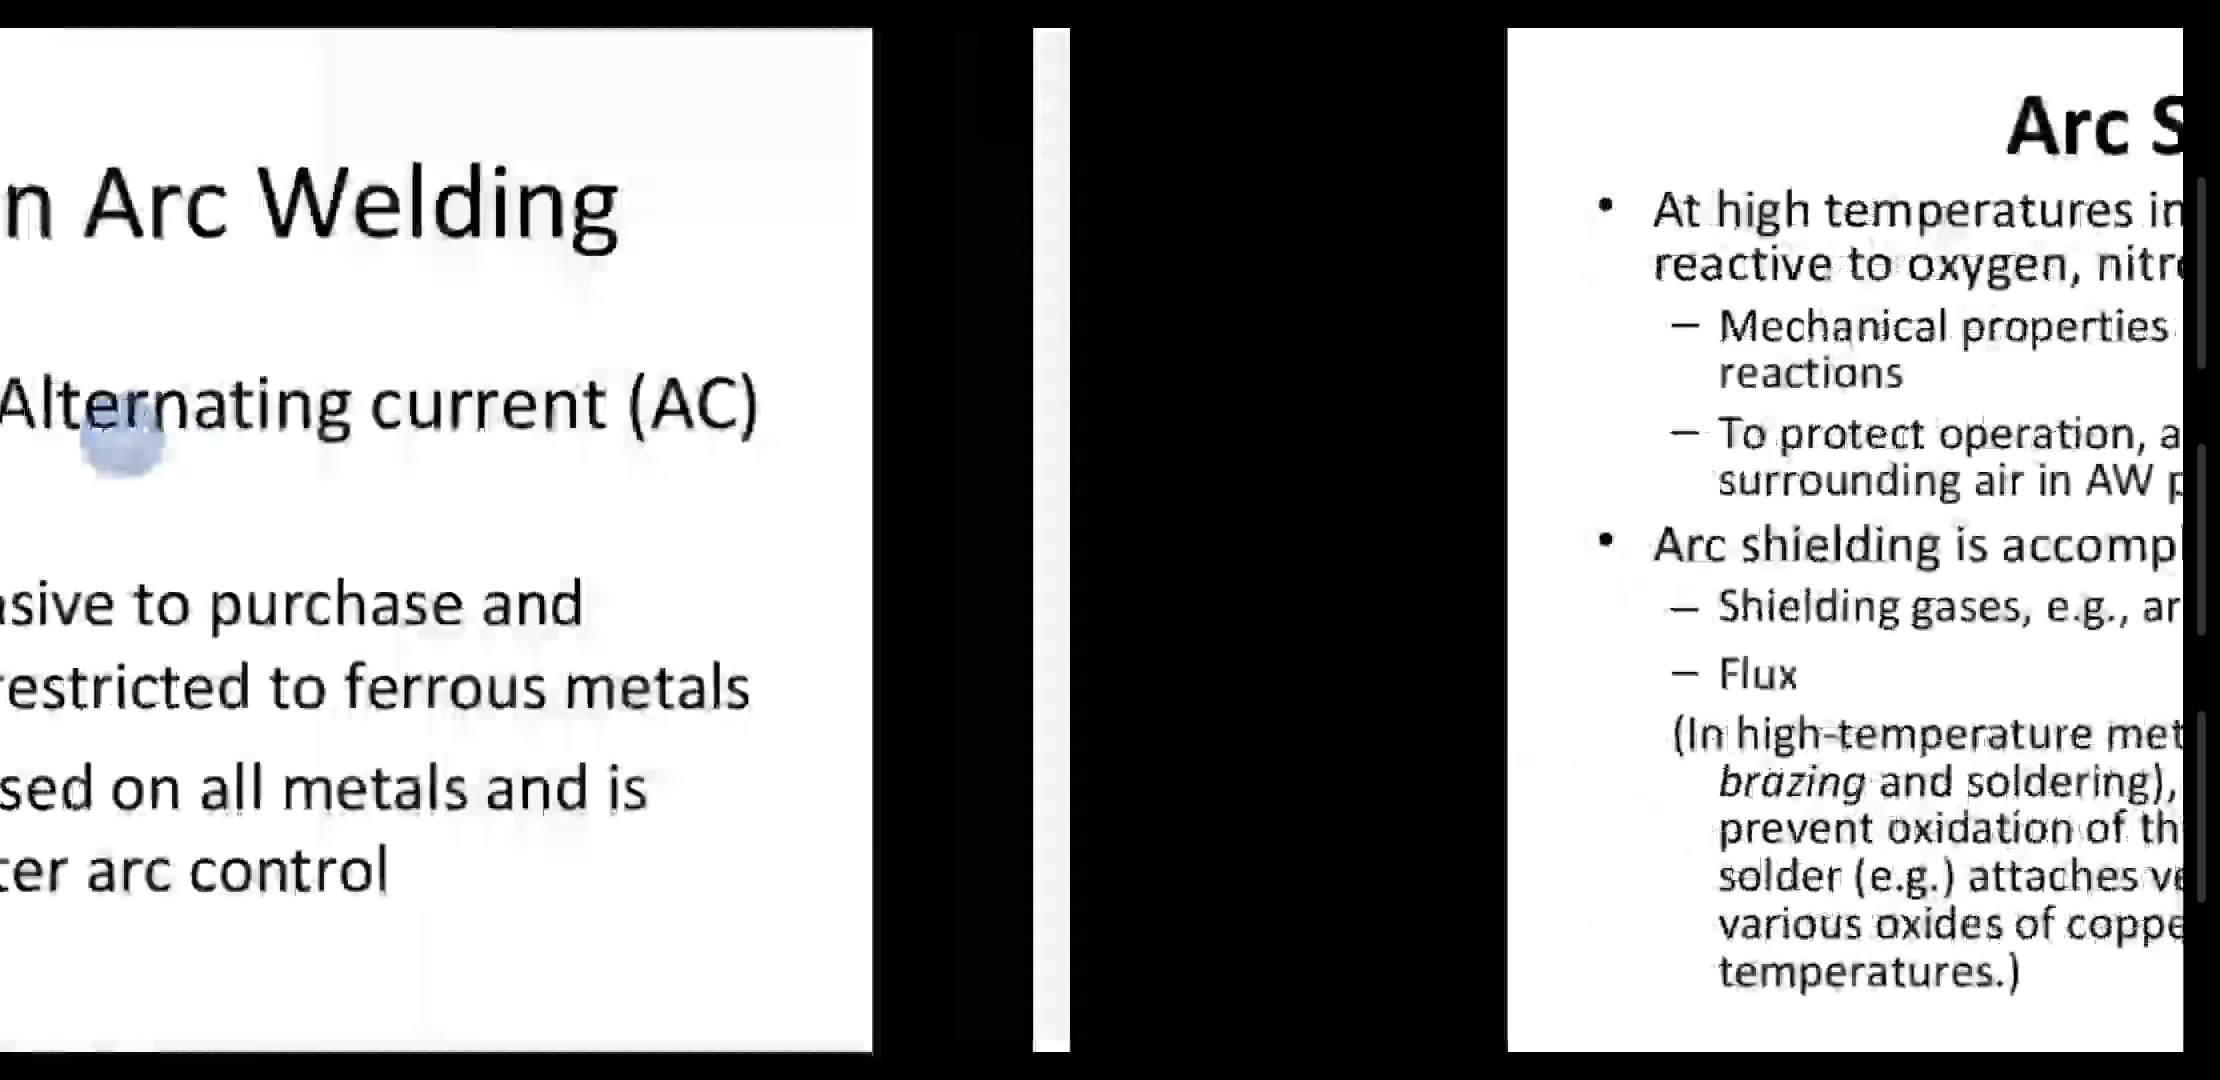 n Arc Welding
Alternating current (AC)
sive to purchase and
restricted to ferrous metals
sed on all metals and is
ter arc control
Arc S
• At high temperatures in
reactive to oxygen, nitr
– Mechanical properties
reactions
– To protect operation, a
surrounding air in AW p
• Arc shielding is accomp
– Shielding gases, e.g., ar
– Flux
(In high-temperature met
brazing and soldering),
prevent oxidation of th
solder (e.g.) attaches ve
various oxides of coppe
temperatures.)